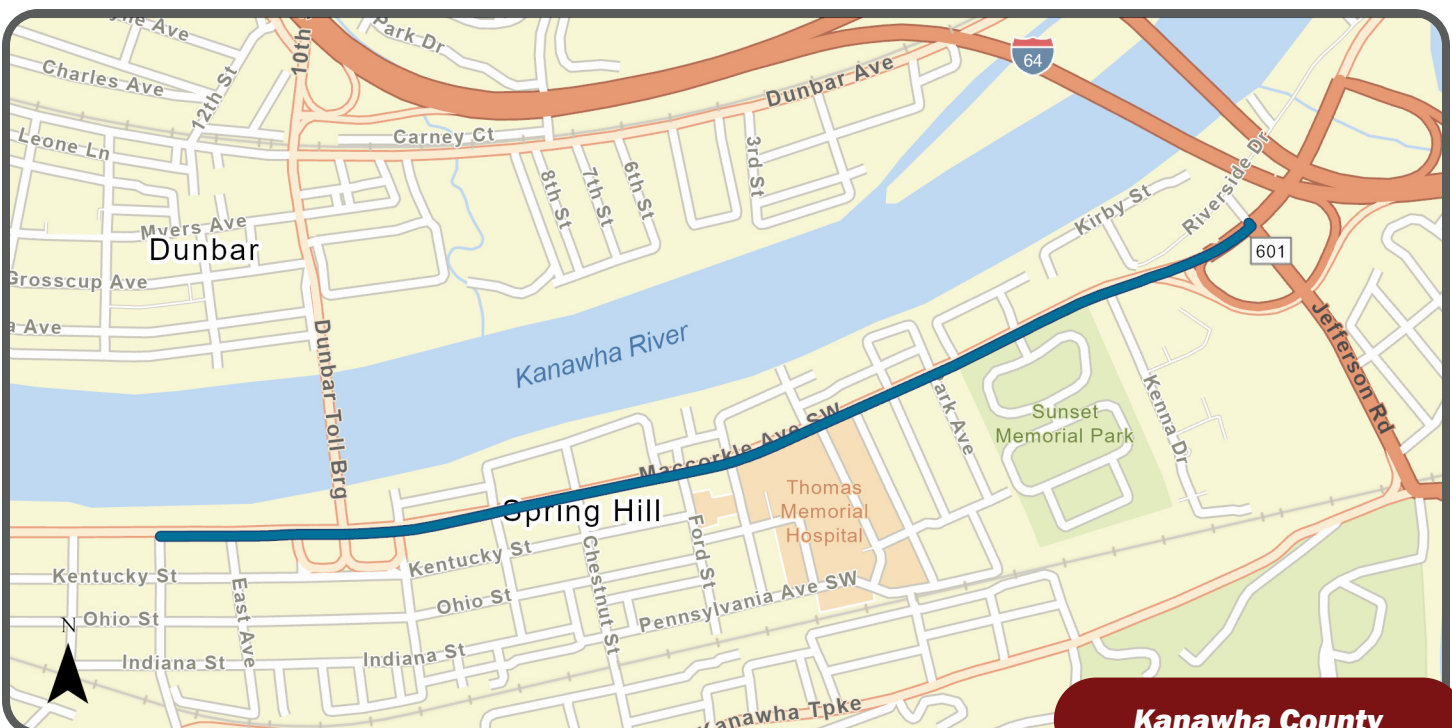 Park Dr
10th
64
Charles Ave
12th St
Dunbar Ave
Leone Ln
Carney Ct
3rd St
8th St
7th St
6th St
Riverside Dr
Kirby St
Myers Ave
Dunbar
601
Grosscup Ave
Ave
Dunbar Toll Brg
Kanawha River
Jefferson Rd
Kenna Dr
Park Ave
Sunset
Memorial Park
Maccorkle Ave SW
Spring Hill
Thomas
Memorial
Hospital
Ford St
Chestnut St
Kentucky St
Kentucky St
East Ave
Ohio St
Ohio St
Pennsylvania Ave SW
N
Indiana St
Indiana St
Kanawha Tpke
Kanawha County